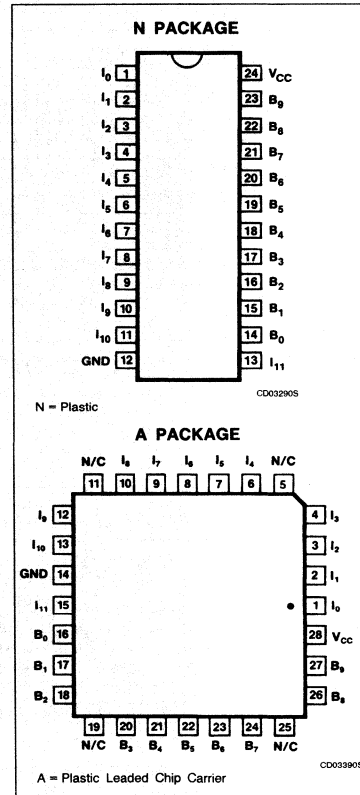 N PACKAGE
I₀ 1 24 V_CC
I₁ 2 23 B₉
I₂ 3 22 B₈
I₃ 4 21 B₇
I₄ 5 20 B₆
I₅ 6 19 B₅
I₆ 7 18 B₄
I₇ 8 17 B₃
I₈ 9 16 B₂
I₉ 10 15 B₁
I₁₀ 11 14 B₀
GND 12 13 I₁₁
CD03290S
N = Plastic
A PACKAGE
N/C I₈ I₇ I₆ I₅ I₄ N/C
11 10 9 8 7 6 5
I₉ 12 4 I₃
I₁₀ 13 3 I₂
GND 14 2 I₁
I₁₁ 15 1 I₀
B₀ 16 28 V_CC
B₁ 17 27 B₉
B₂ 18 26 B₈
19 20 21 22 23 24 25
N/C B₃ B₄ B₅ B₆ B₇ N/C
CD03390S
A = Plastic Leaded Chip Carrier